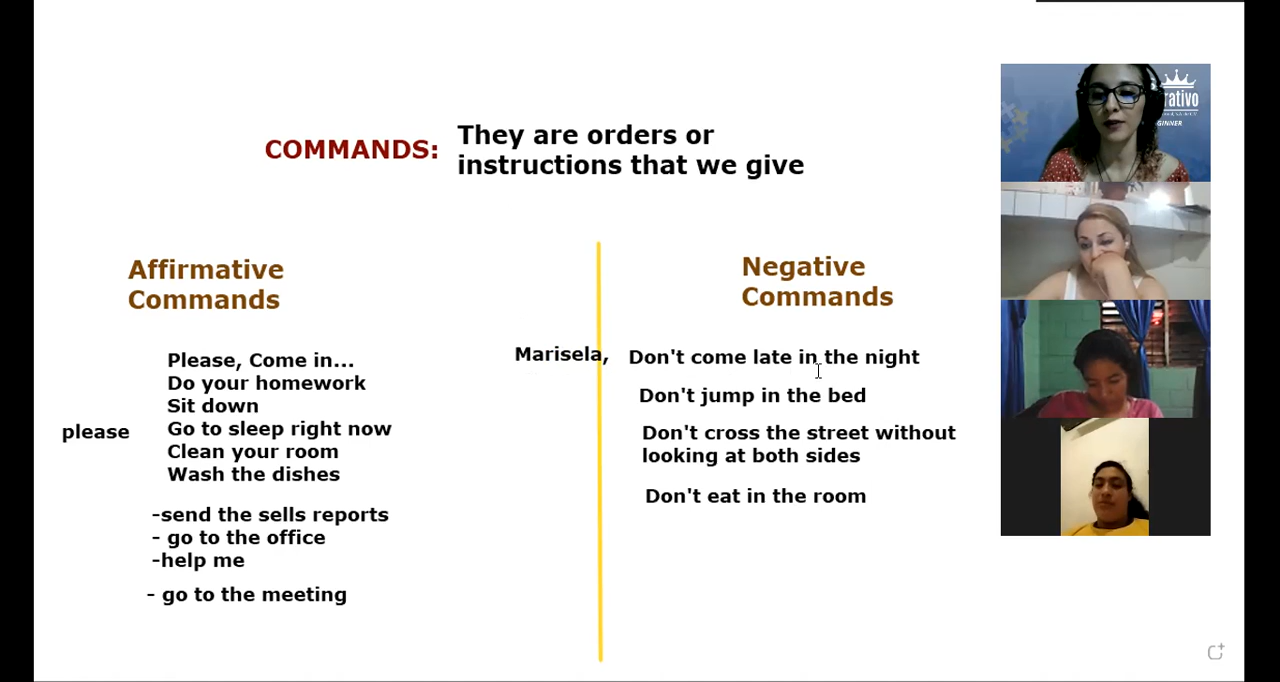 COMMANDS:
They are orders or
instructions that we give
Affirmative
Commands
Please, Come in...
Do your homework
Sit down
please
Go to sleep right now
Clean your room
Wash the dishes
-send the sells reports
- go to the office
-help me
- go to the meeting
Negative
Commands
Marisela,
Don't come late in the night
Don't jump in the bed
Don't cross the street without
looking at both sides
Don't eat in the room
rativo
GINNER